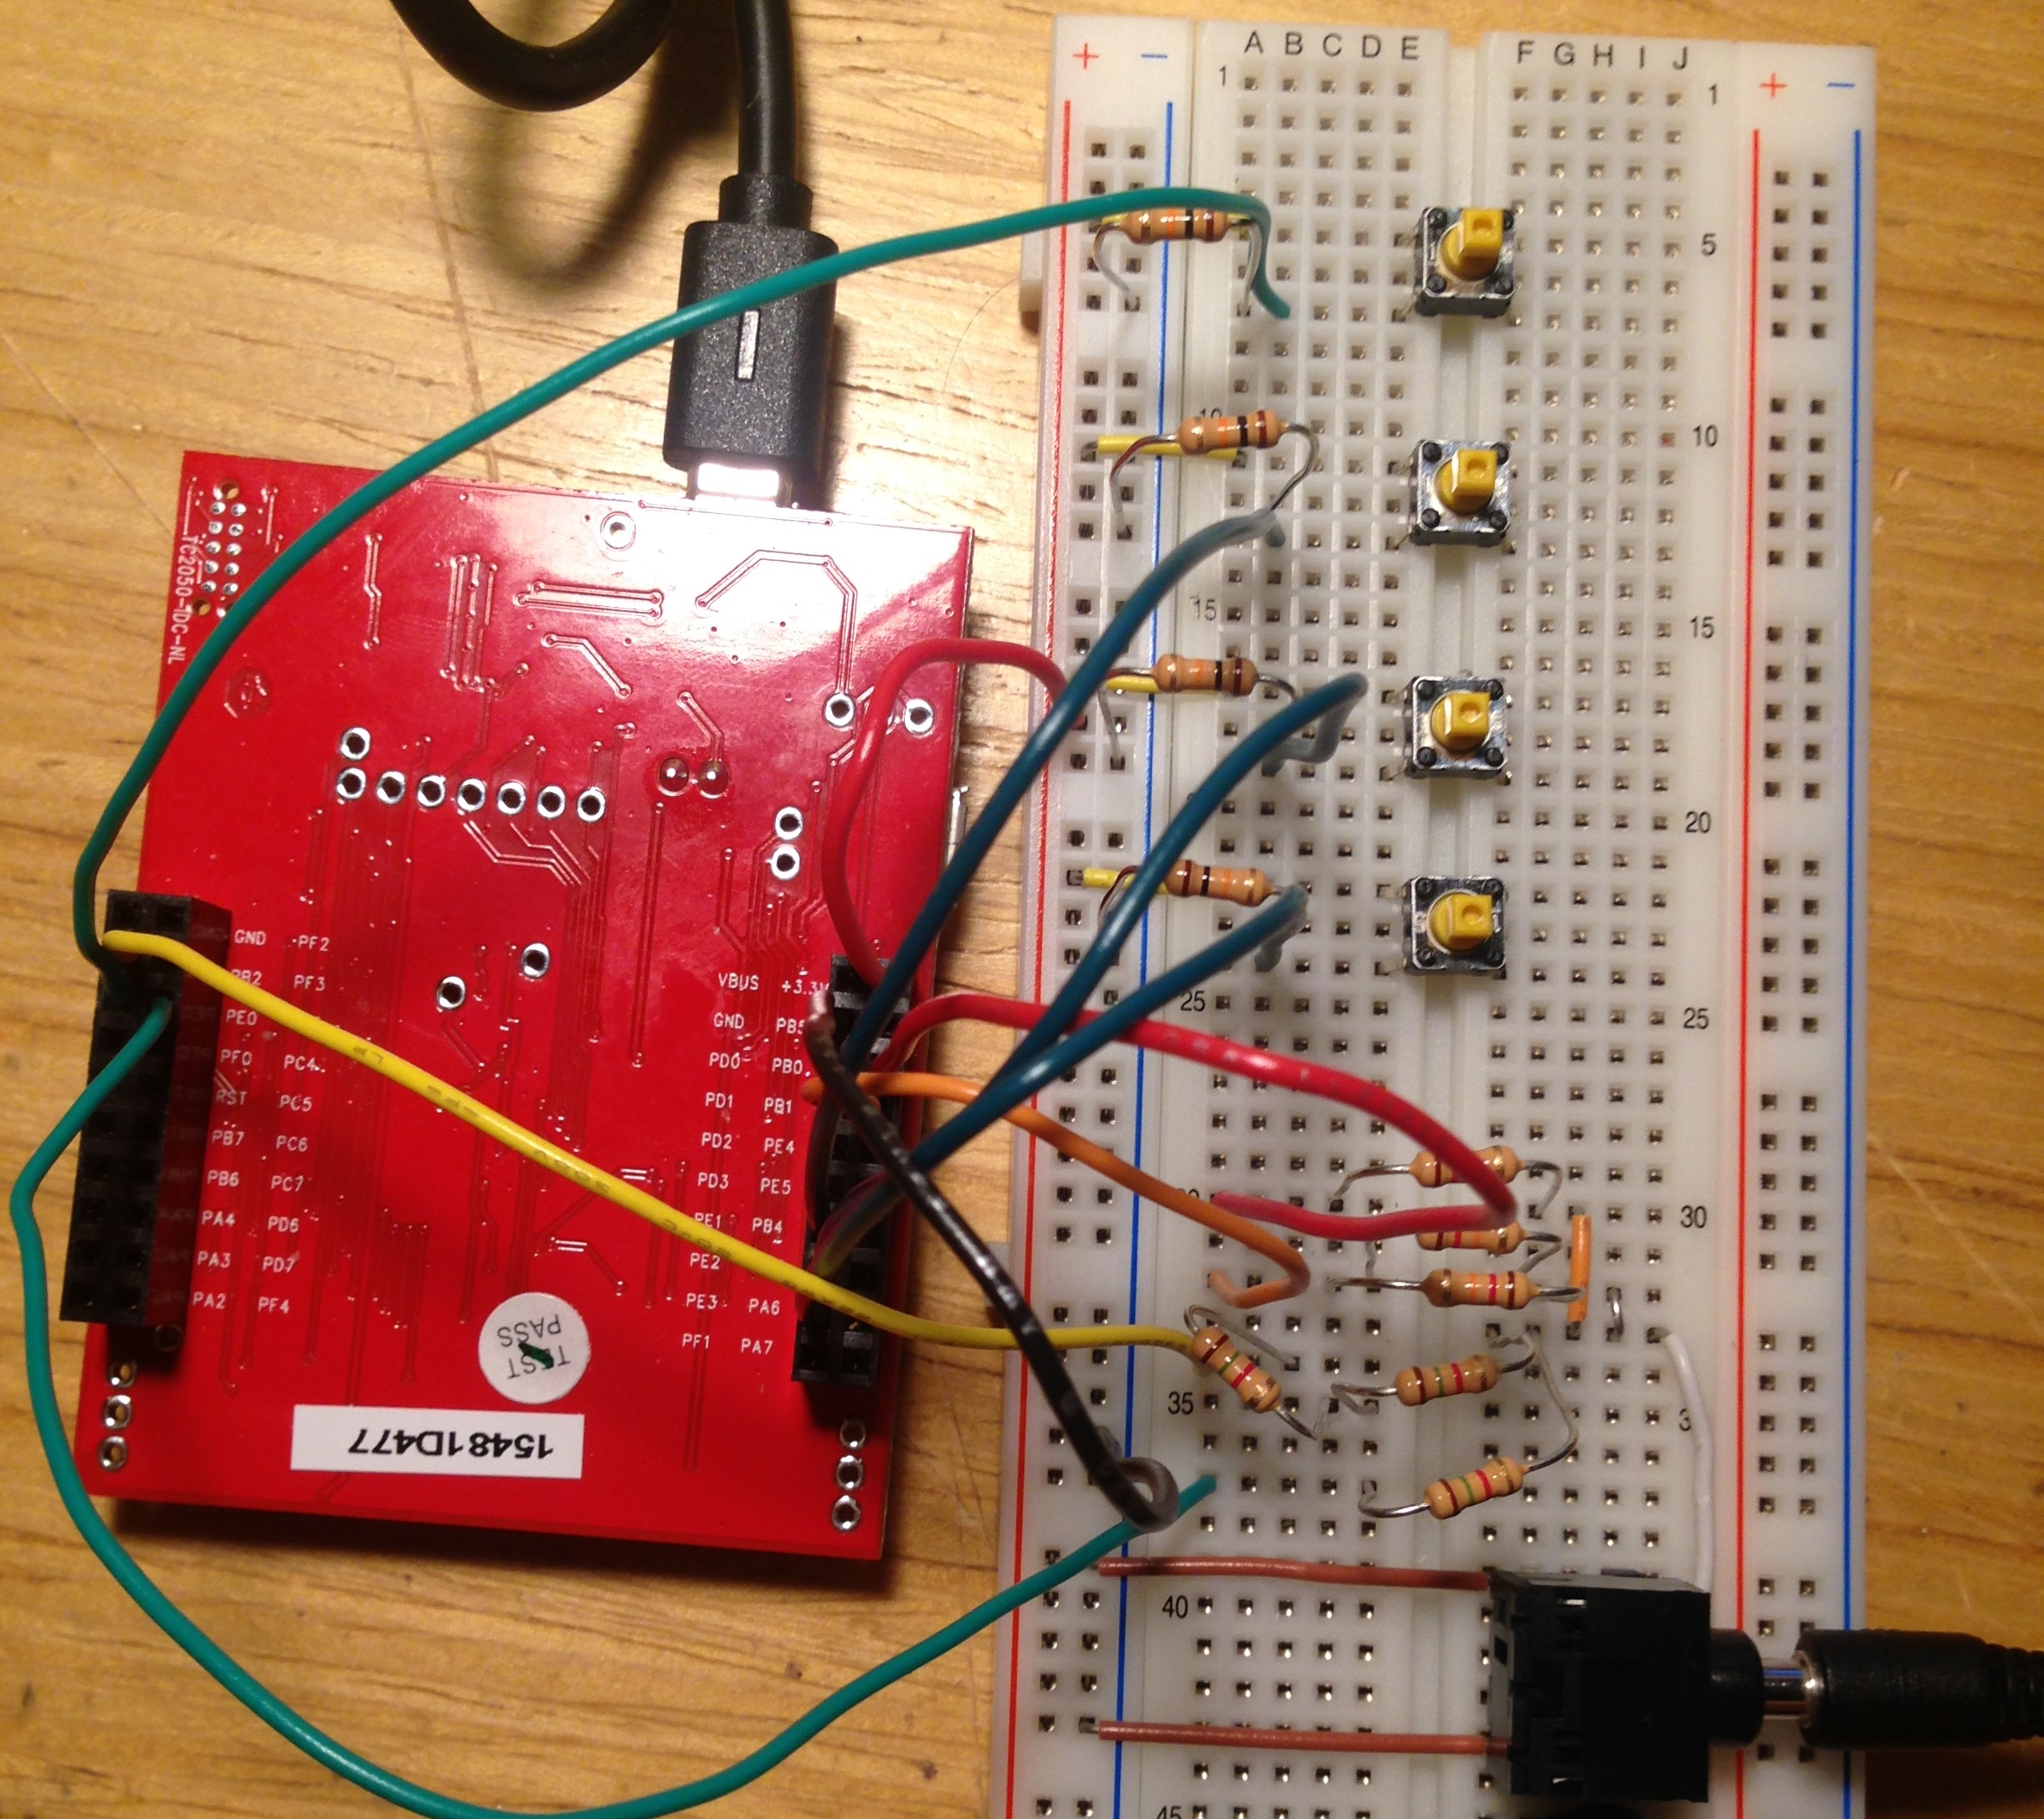 + − A B C D E F G H I J + −
1 1
5
10 10
15 15
20
25 25
30
35 3
40
45
TC2050-IDC-NL
GND PF2
PB2 PF3
PE0
PF0 PC4
RST PC5
PB7 PC6
PB6 PC7
PA4 PD6
PA3 PD7
PA2 PF4
VBUS +3.3V
GND PB5
PD0 PB0
PD1 PB1
PD2 PE4
PD3 PE5
PE1 PB4
PE2
PE3 PA6
PF1 PA7
TEST
PASS
15481D477